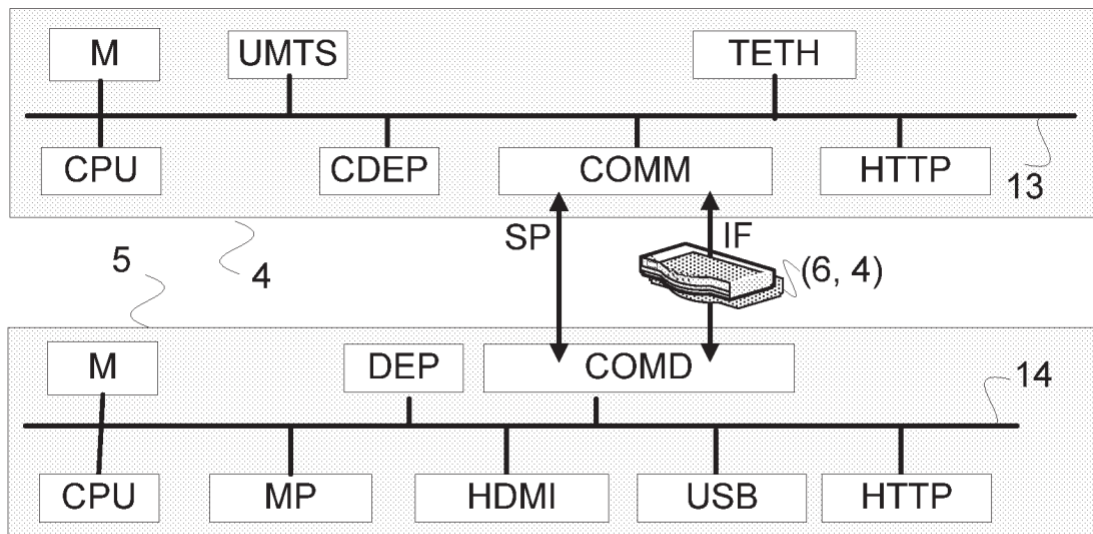 M UMTS TETH
CPU CDEP COMM HTTP
13
SP IF
5 4 (6, 4)
M DEP COMD
14
CPU MP HDMI USB HTTP